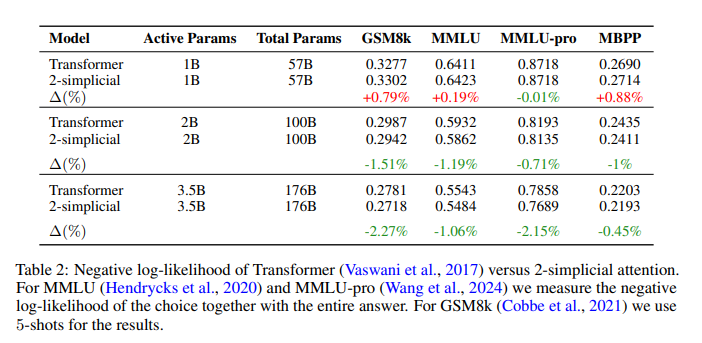 Model Active Params Total Params GSM8k MMLU MMLU-pro MBPP
Transformer 1B 57B 0.3277 0.6411 0.8718 0.2690
2-simplicial 1B 57B 0.3302 0.6423 0.8718 0.2714
Δ(%) +0.79% +0.19% -0.01% +0.88%
Transformer 2B 100B 0.2987 0.5932 0.8193 0.2435
2-simplicial 2B 100B 0.2942 0.5862 0.8135 0.2411
Δ(%) -1.51% -1.19% -0.71% -1%
Transformer 3.5B 176B 0.2781 0.5543 0.7858 0.2203
2-simplicial 3.5B 176B 0.2718 0.5484 0.7689 0.2193
Δ(%) -2.27% -1.06% -2.15% -0.45%
Table 2: Negative log-likelihood of Transformer (Vaswani et al., 2017) versus 2-simplicial attention.
For MMLU (Hendrycks et al., 2020) and MMLU-pro (Wang et al., 2024) we measure the negative
log-likelihood of the choice together with the entire answer. For GSM8k (Cobbe et al., 2021) we use
5-shots for the results.